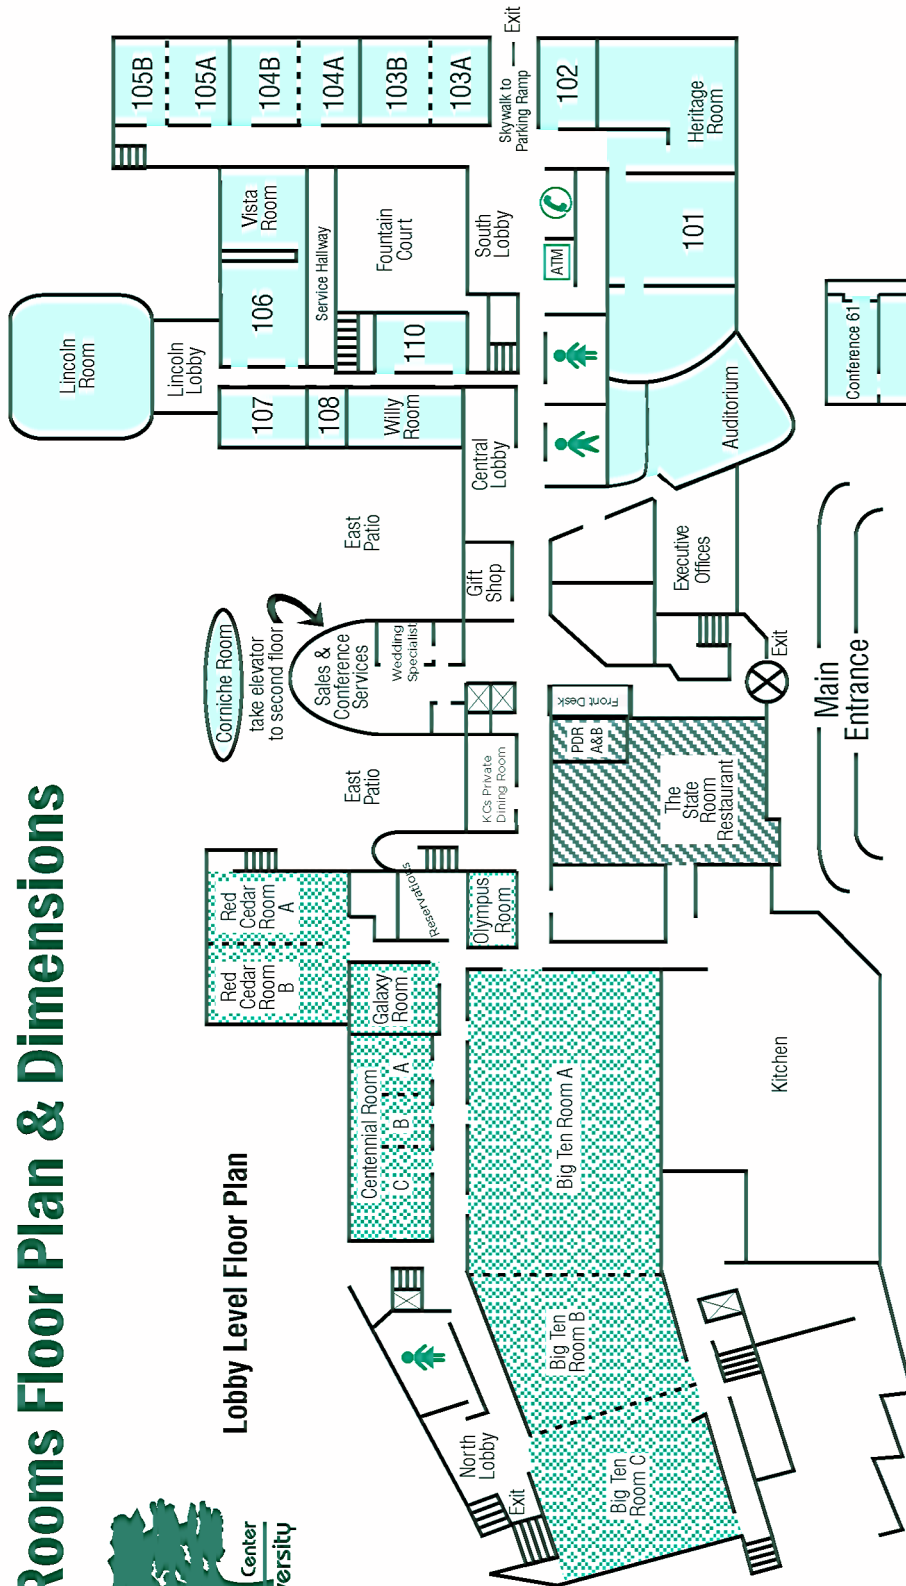 Rooms Floor Plan & Dimensions
Center
Lobby Level Floor Plan
Lincoln
Room
Lincoln
Lobby
105B
105A
104B
104A
103B
103A
Skywalk to
Parking Ramp
Exit
102
Heritage
Room
Vista
Room
106
Service Hallway
Fountain
Court
South
Lobby
ATM
101
110
107
108
Willy
Room
Central
Lobby
Auditorium
Conference 61
East
Patio
Gift
Shop
Executive
Offices
Corniche Room
take elevator
to second floor
Sales &
Conference
Services
Wedding
Specialist
Exit
Main
Entrance
East
Patio
KCs Private
Dining Room
Front Desk
PDR
A&B
The
State
Room
Restaurant
Red
Cedar
Room
A
Red
Cedar
Room
B
Reservations
Olympus
Room
Galaxy
Room
Centennial Room
A
B
C
Big Ten Room A
Kitchen
Big Ten
Room B
Big Ten
Room C
North
Lobby
Exit